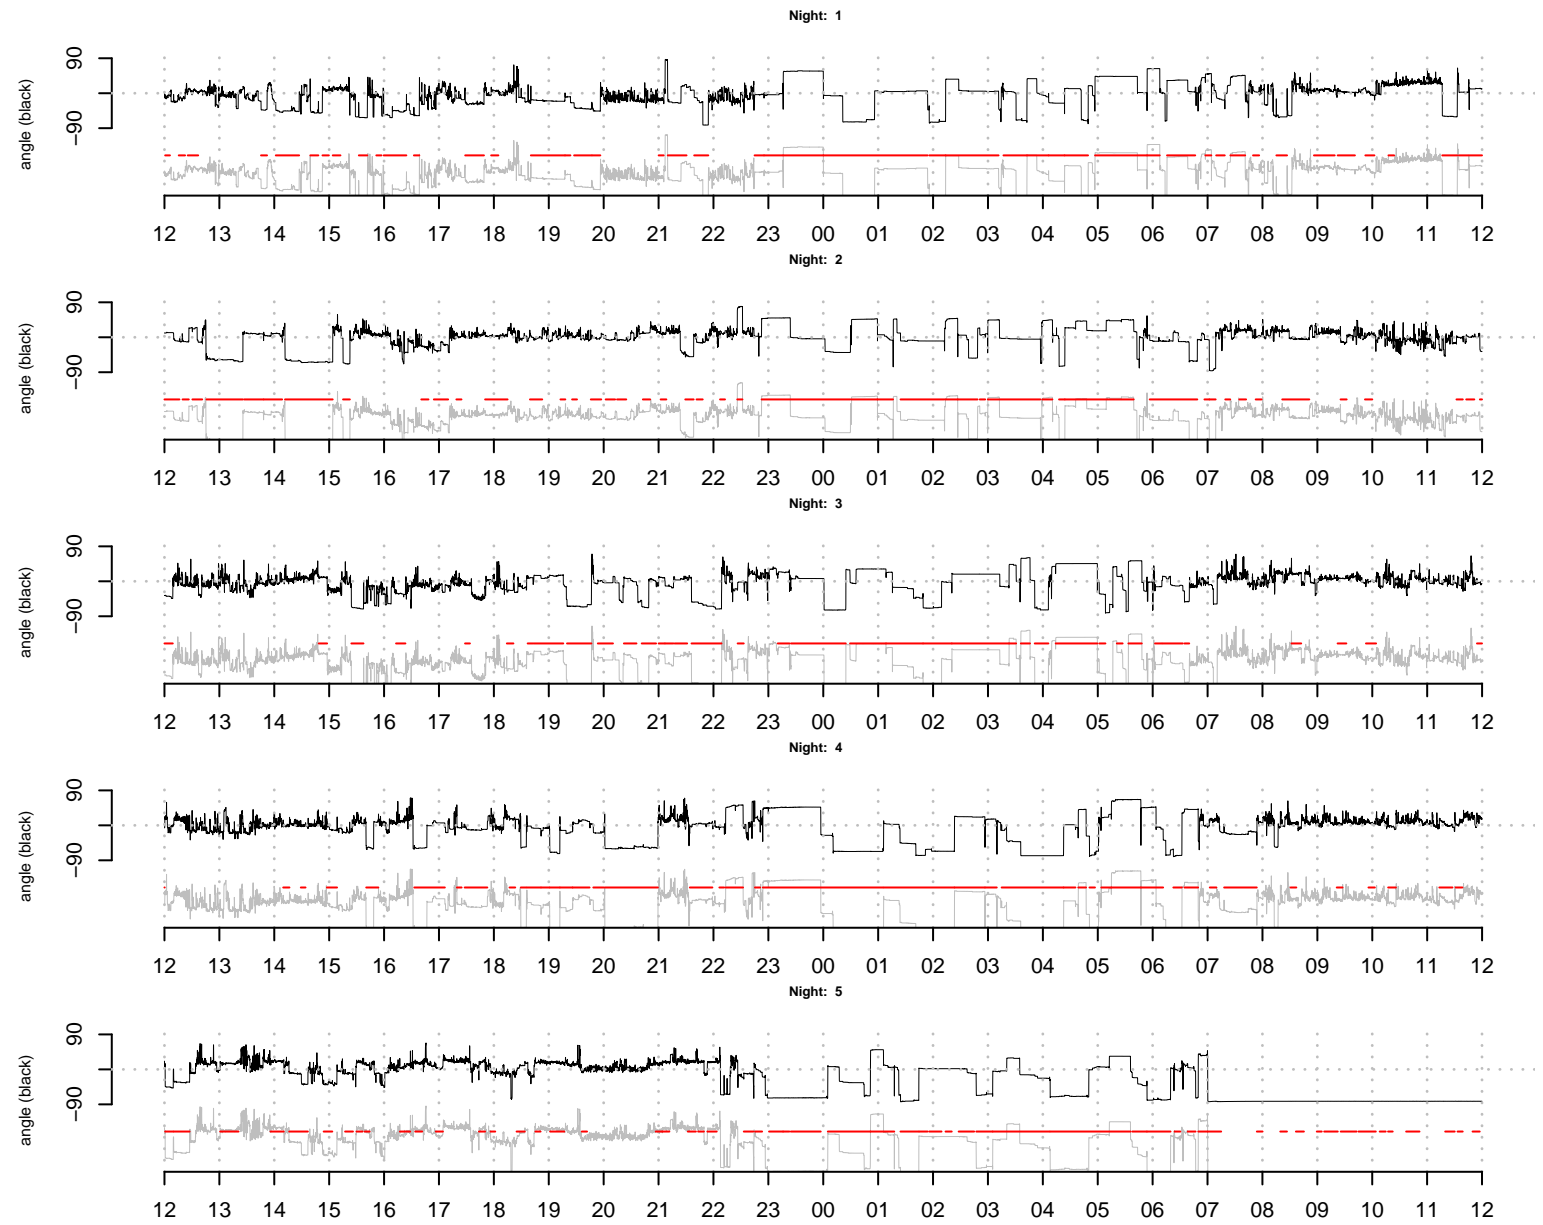 Night: 1
90
-90
angle (black)
12 13 14 15 16 17 18 19 20 21 22 23 00 01 02 03 04 05 06 07 08 09 10 11 12
Night: 2
90
-90
angle (black)
12 13 14 15 16 17 18 19 20 21 22 23 00 01 02 03 04 05 06 07 08 09 10 11 12
Night: 3
90
-90
angle (black)
12 13 14 15 16 17 18 19 20 21 22 23 00 01 02 03 04 05 06 07 08 09 10 11 12
Night: 4
90
-90
angle (black)
12 13 14 15 16 17 18 19 20 21 22 23 00 01 02 03 04 05 06 07 08 09 10 11 12
Night: 5
90
-90
angle (black)
12 13 14 15 16 17 18 19 20 21 22 23 00 01 02 03 04 05 06 07 08 09 10 11 12